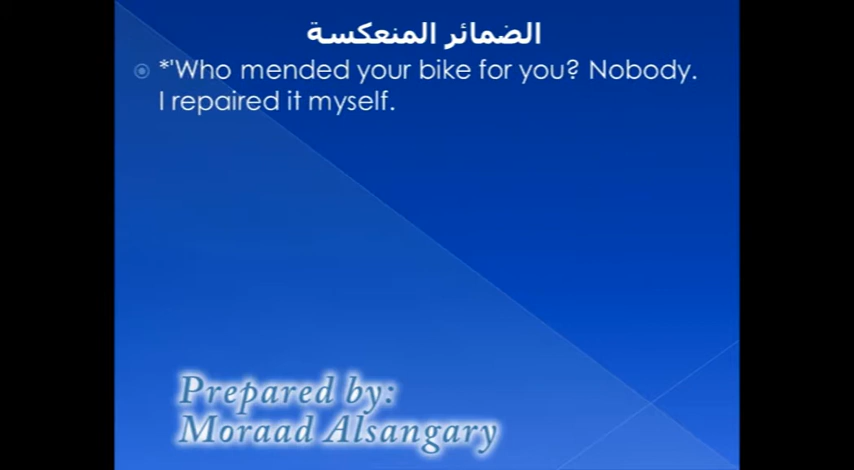 الضمائر المنعكسة
*'Who mended your bike for you? Nobody.
I repaired it myself.
Prepared by:
Moraad Alsangary